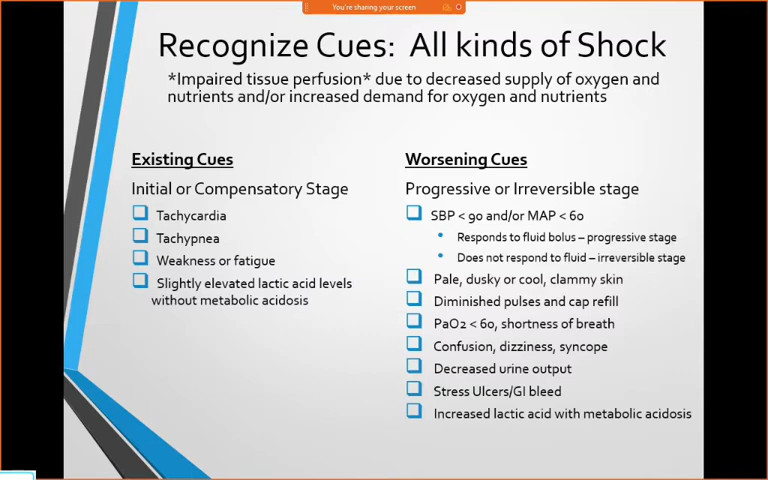 You're sharing your screen
Recognize Cues: All kinds of Shock
*Impaired tissue perfusion* due to decreased supply of oxygen and
nutrients and/or increased demand for oxygen and nutrients
Existing Cues
Initial or Compensatory Stage
Tachycardia
Tachypnea
Weakness or fatigue
Slightly elevated lactic acid levels
without metabolic acidosis
Worsening Cues
Progressive or Irreversible stage
SBP < 90 and/or MAP < 60
Responds to fluid bolus – progressive stage
Does not respond to fluid – irreversible stage
Pale, dusky or cool, clammy skin
Diminished pulses and cap refill
PaO2 < 60, shortness of breath
Confusion, dizziness, syncope
Decreased urine output
Stress Ulcers/GI bleed
Increased lactic acid with metabolic acidosis